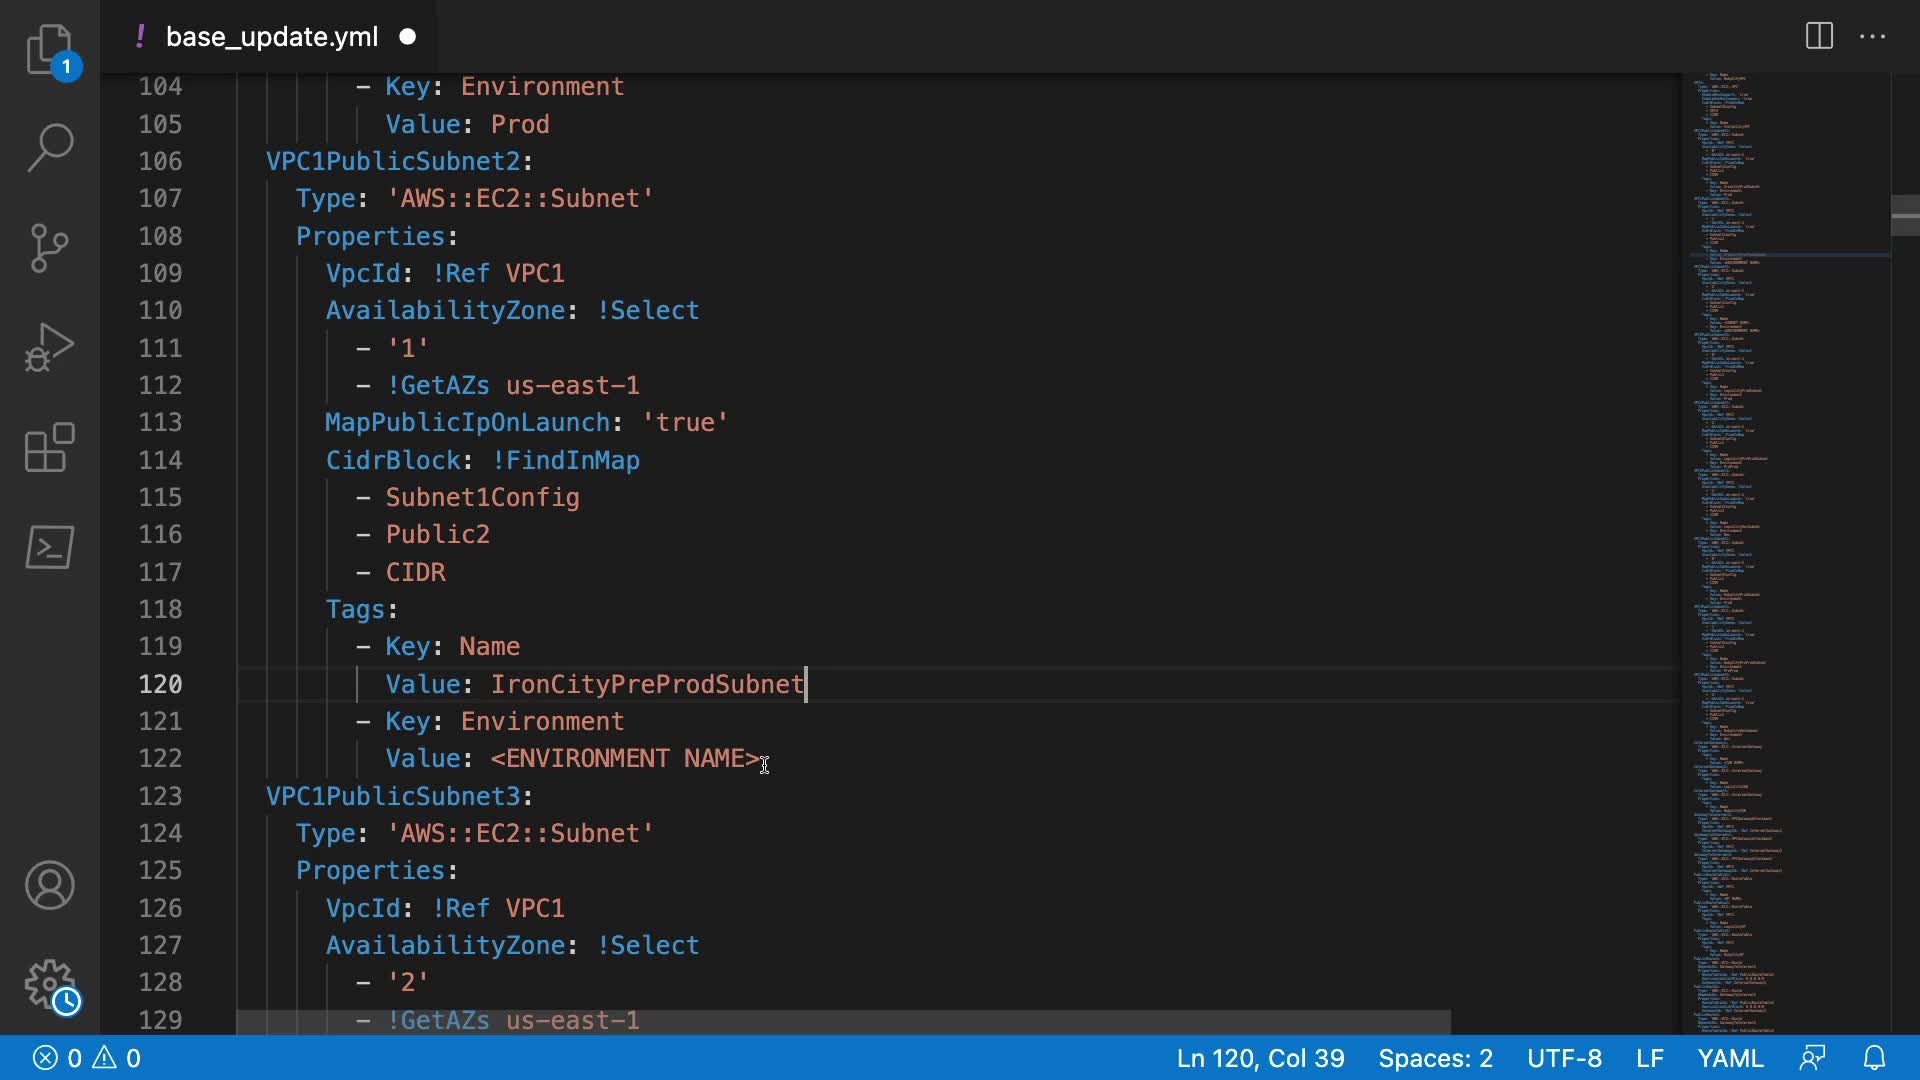 ! base_update.yml
1
104 - Key: Environment
105 Value: Prod
106 VPC1PublicSubnet2:
107 Type: 'AWS::EC2::Subnet'
108 Properties:
109 VpcId: !Ref VPC1
110 AvailabilityZone: !Select
111 - '1'
112 - !GetAZs us-east-1
113 MapPublicIpOnLaunch: 'true'
114 CidrBlock: !FindInMap
115 - Subnet1Config
116 - Public2
117 - CIDR
118 Tags:
119 - Key: Name
120 Value: IronCityPreProdSubnet
121 - Key: Environment
122 Value: <ENVIRONMENT NAME>
123 VPC1PublicSubnet3:
124 Type: 'AWS::EC2::Subnet'
125 Properties:
126 VpcId: !Ref VPC1
127 AvailabilityZone: !Select
128 - '2'
129 - !GetAZs us-east-1
0 0 Ln 120, Col 39 Spaces: 2 UTF-8 LF YAML